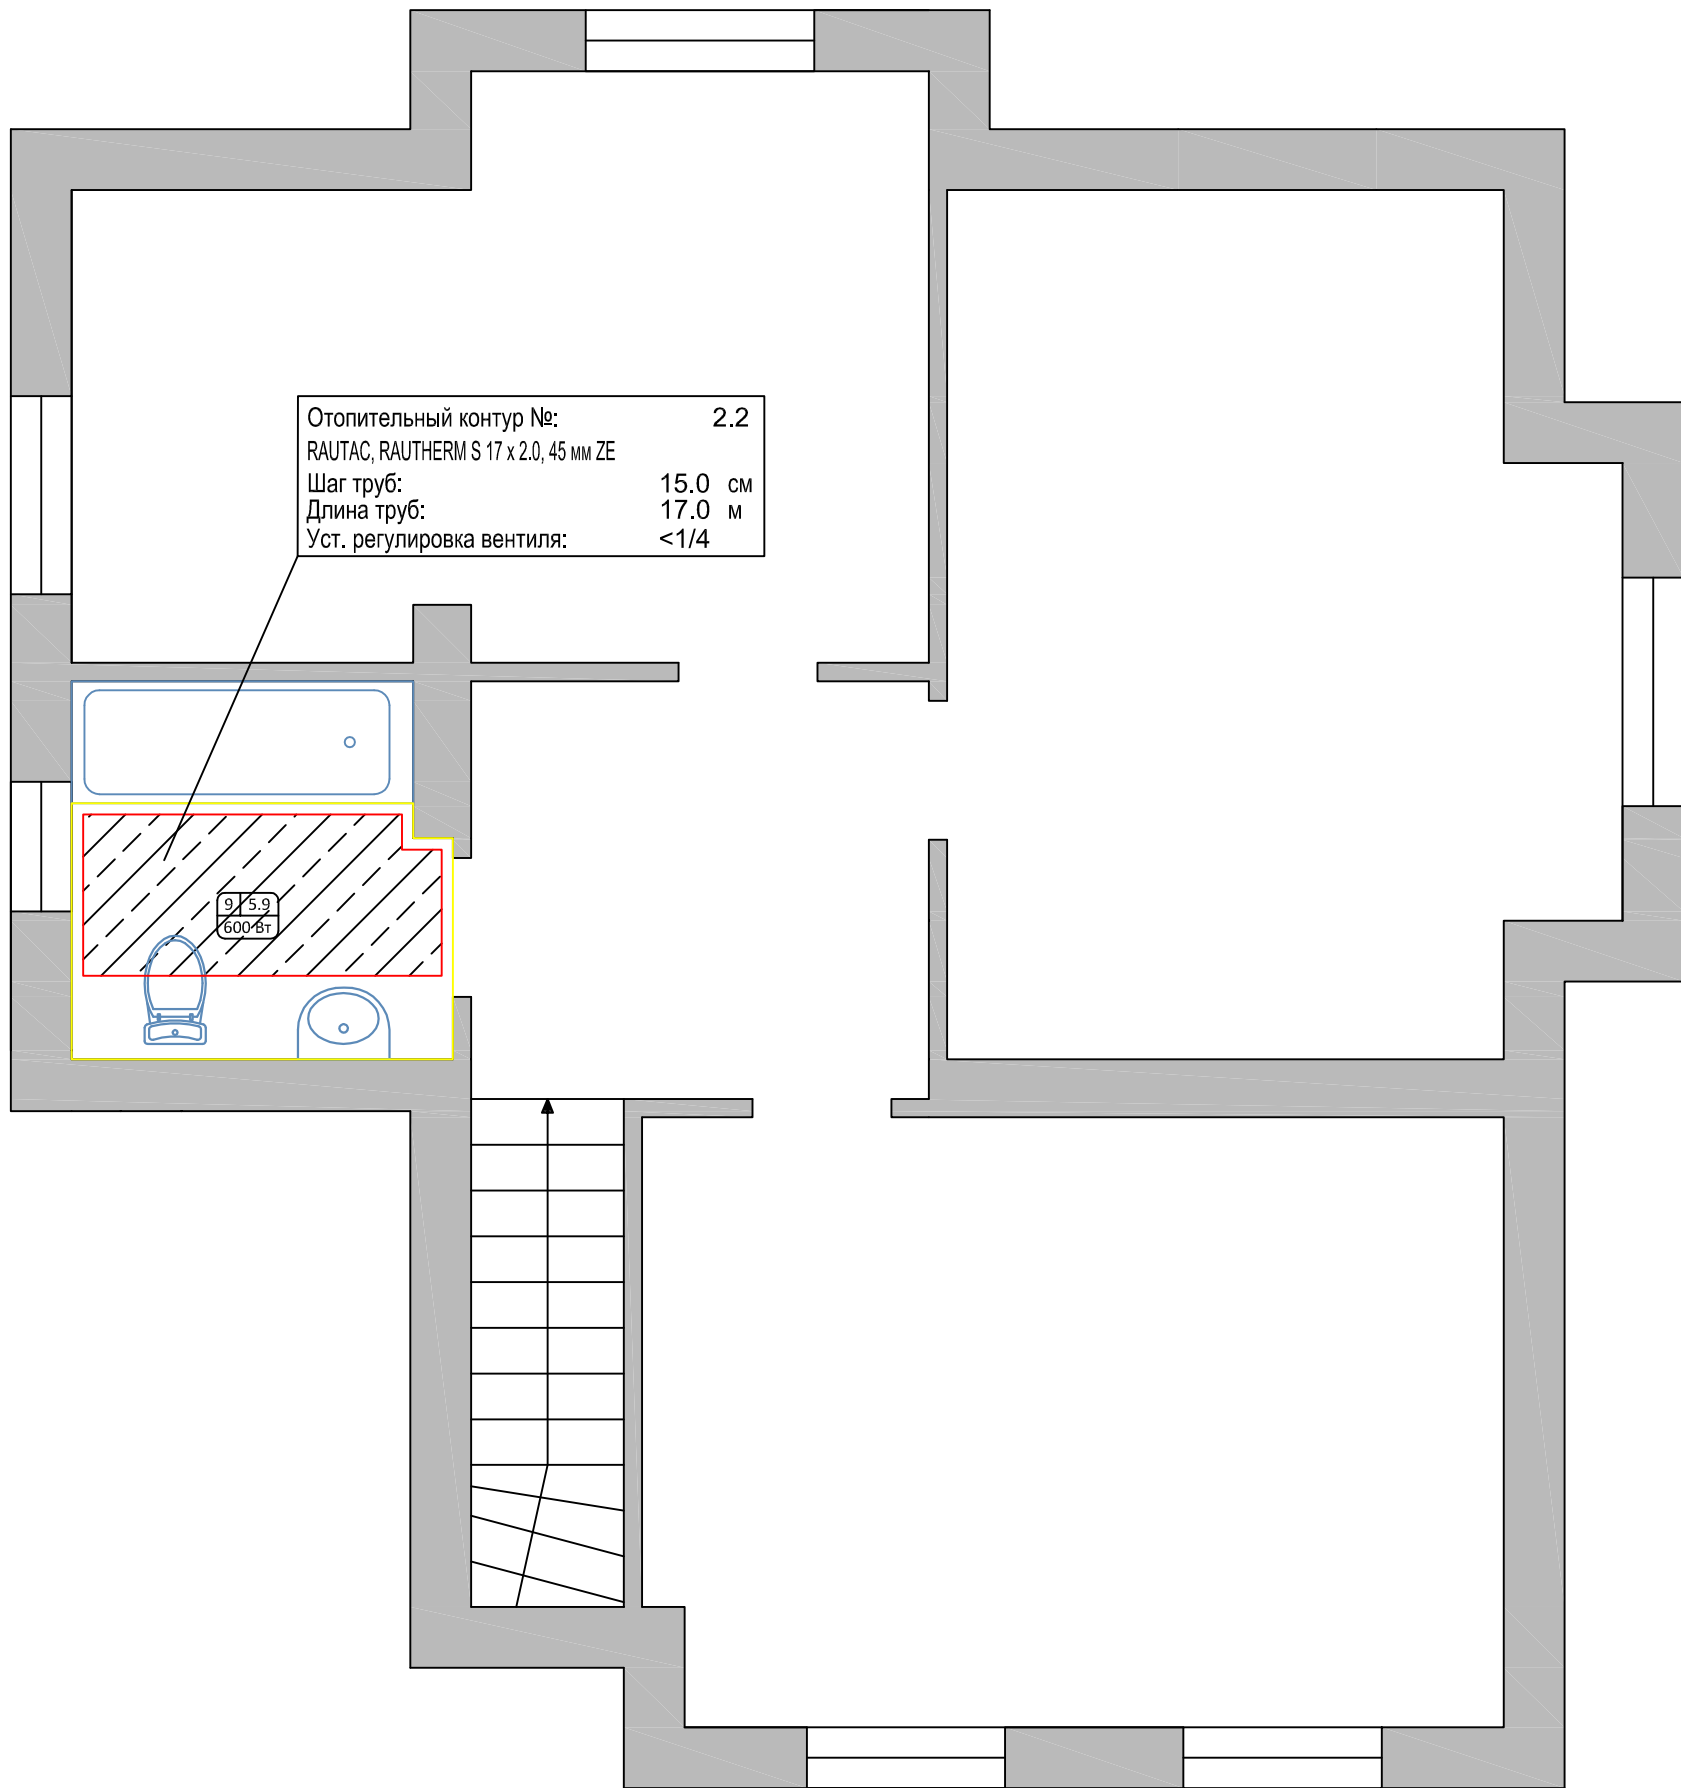 Отопительный контур №: 2.2
RAUTAC, RAUTHERM S 17 x 2.0, 45 мм ZE
Шаг труб: 15.0 см
Длина труб: 17.0 м
Уст. регулировка вентиля: <1/4
9 5.9
600 Вт